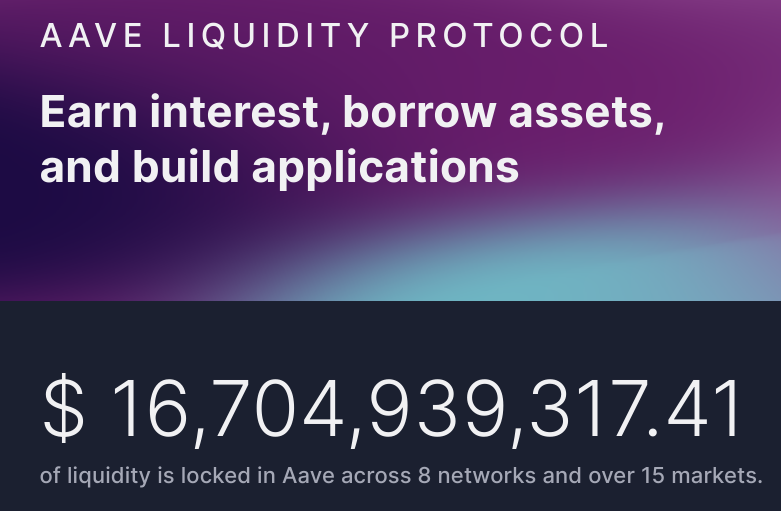 AAVE LIQUIDITY PROTOCOL
Earn interest, borrow assets,
and build applications
$ 16,704,939,317.41
of liquidity is locked in Aave across 8 networks and over 15 markets.